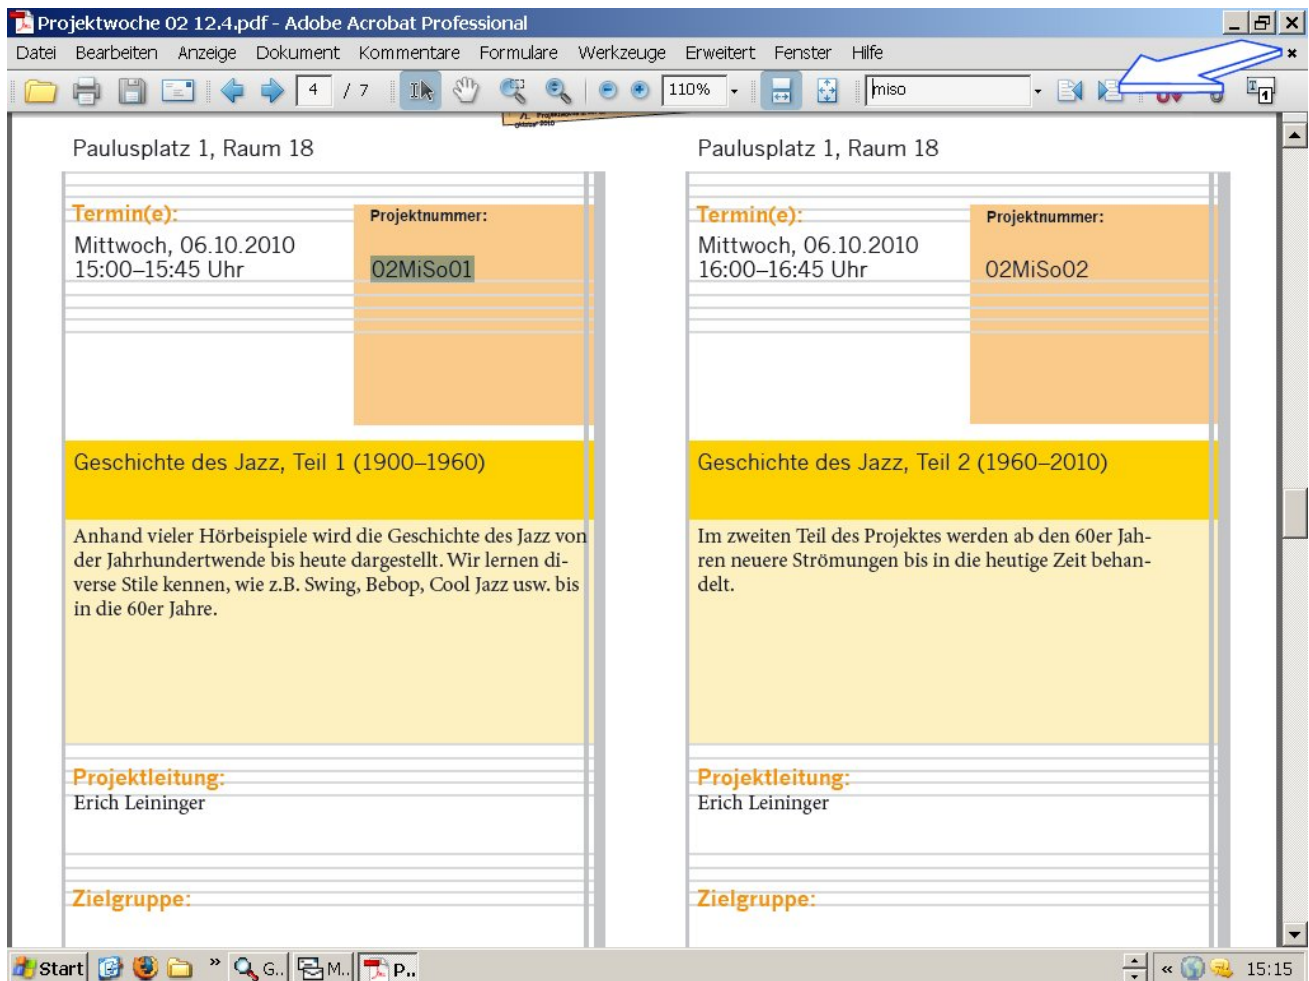 Projektwoche 02 12.4.pdf - Adobe Acrobat Professional
Datei Bearbeiten Anzeige Dokument Kommentare Formulare Werkzeuge Erweitert Fenster Hilfe
4 / 7 110% miso
Paulusplatz 1, Raum 18
Termin(e):
Projektnummer:
Mittwoch, 06.10.2010
15:00–15:45 Uhr
02MiSo01
Geschichte des Jazz, Teil 1 (1900–1960)
Anhand vieler Hörbeispiele wird die Geschichte des Jazz von
der Jahrhundertwende bis heute dargestellt. Wir lernen di-
verse Stile kennen, wie z.B. Swing, Bebop, Cool Jazz usw. bis
in die 60er Jahre.
Projektleitung:
Erich Leininger
Zielgruppe:
Paulusplatz 1, Raum 18
Termin(e):
Projektnummer:
Mittwoch, 06.10.2010
16:00–16:45 Uhr
02MiSo02
Geschichte des Jazz, Teil 2 (1960–2010)
Im zweiten Teil des Projektes werden ab den 60er Jah-
ren neuere Strömungen bis in die heutige Zeit behan-
delt.
Projektleitung:
Erich Leininger
Zielgruppe:
Start » G.. M.. P.. « 15:15